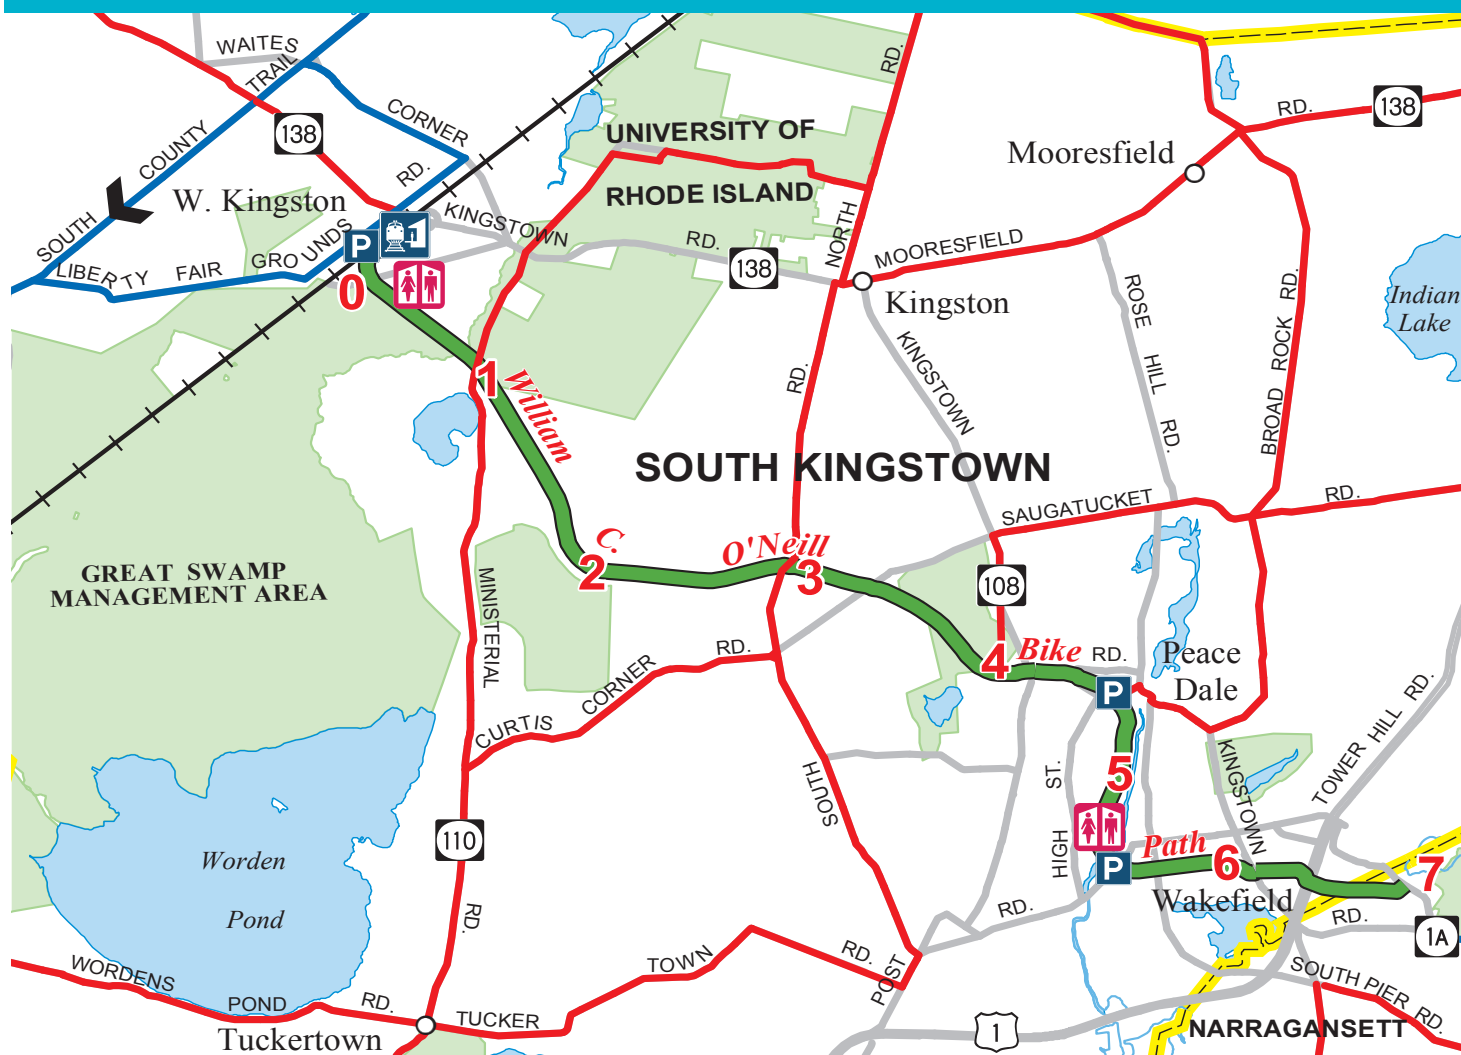 WAITES
TRAIL
138
CORNER
RD.
COUNTY
SOUTH
W. Kingston
P
KINGSTOWN
RD.
138
LIBERTY FAIR GROUNDS
RD.
UNIVERSITY OF
RHODE ISLAND
NORTH
RD.
138
RD.
Mooresfield
MOORESFIELD
Kingston
ROSE HILL RD.
BROAD ROCK RD.
Indian
Lake
0
1
William
KINGSTOWN
RD.
SOUTH KINGSTOWN
SAUGATUCKET
RD.
C.
2
O'Neill
3
108
GREAT SWAMP
MANAGEMENT AREA
MINISTERIAL
4
Bike
RD.
Peace
Dale
P
CURTIS CORNER RD.
SOUTH
5
HIGH ST.
KINGSTOWN
TOWER HILL RD.
110
Worden
Pond
P
Path
6
7
Wakefield
RD.
RD.
1A
RD.
WORDENS
POND
RD.
TUCKER
TOWN
RD.
POST
SOUTH PIER RD.
Tuckertown
1
NARRAGANSETT